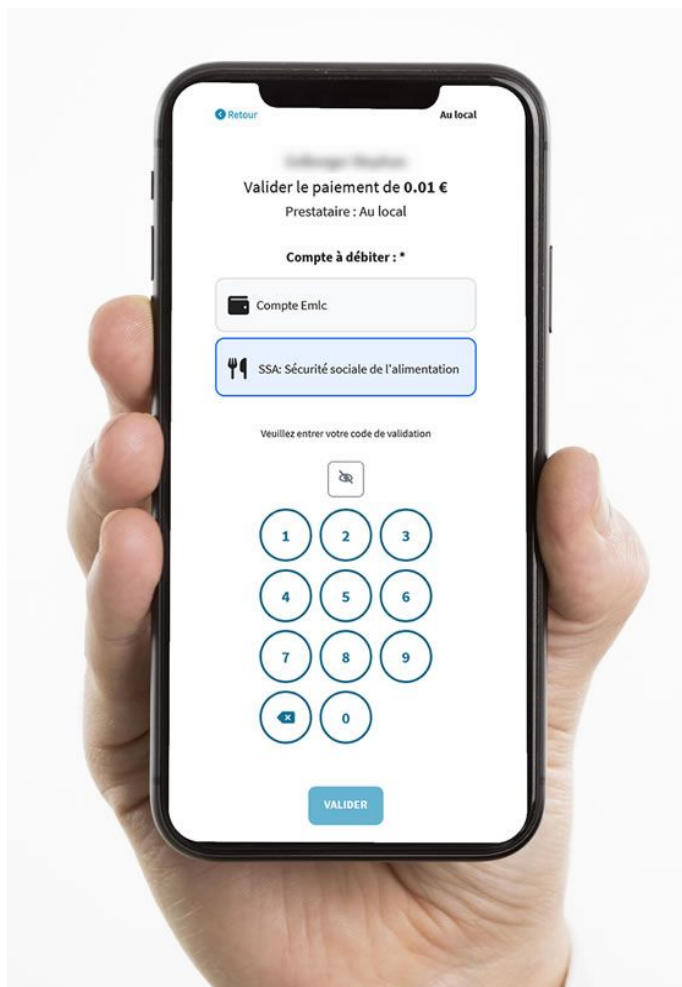 Retour
Au local
Valider le paiement de 0.01 €
Prestataire : Au local
Compte à débiter : *
Compte Emlc
SSA: Sécurité sociale de l'alimentation
Veuillez entrer votre code de validation
1 2 3
4 5 6
7 8 9
0
VALIDER